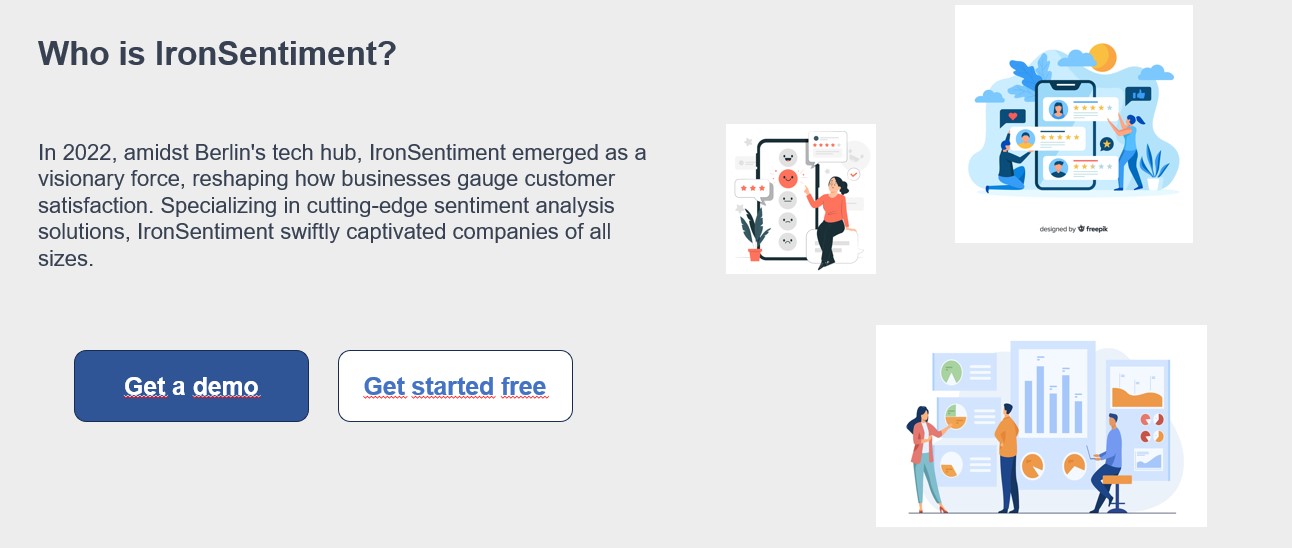 Who is IronSentiment?
In 2022, amidst Berlin's tech hub, IronSentiment emerged as a
visionary force, reshaping how businesses gauge customer
satisfaction. Specializing in cutting-edge sentiment analysis
solutions, IronSentiment swiftly captivated companies of all
sizes.
Get a demo
Get started free
designed by freepik